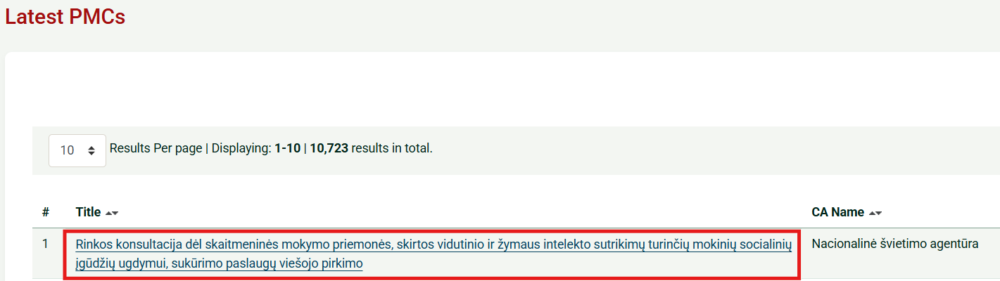 Latest PMCs
10 Results Per page | Displaying: 1-10 | 10,723 results in total.
# Title CA Name
1 Rinkos konsultacija dėl skaitmeninės mokymo priemonės, skirtos vidutinio ir žymaus intelekto sutrikimų turinčių mokinių socialinių Nacionalinė švietimo agentūra
įgūdžių ugdymui, sukūrimo paslaugų viešojo pirkimo